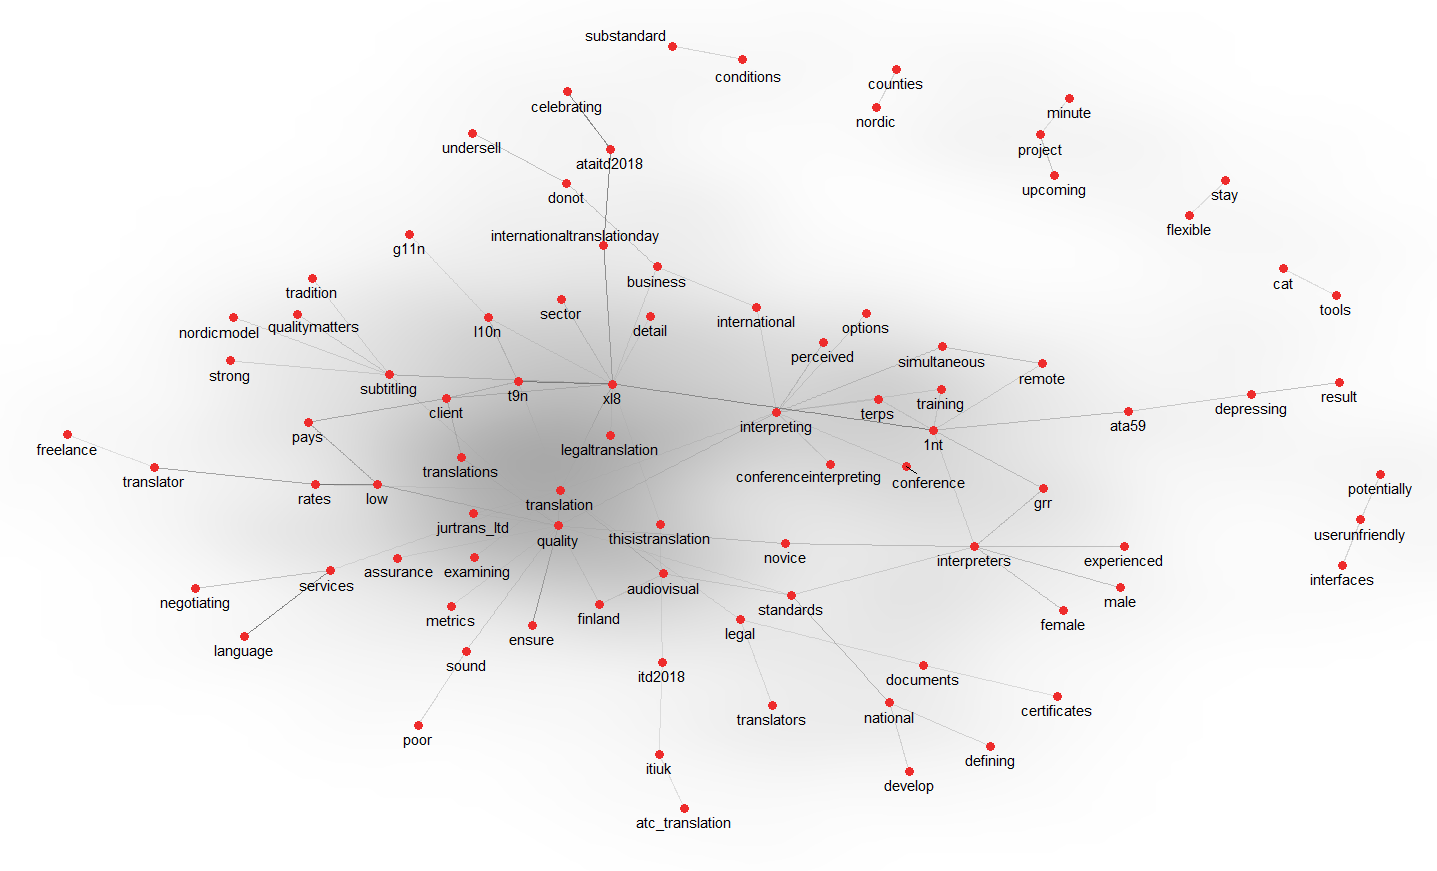 substandard
conditions
counties
nordic
minute
project
upcoming
celebrating
undersell
ataitd2018
donot
stay
flexible
internationaltranslationday
g11n
business
cat
tools
tradition
nordicmodel
qualitymatters
l10n
sector
detail
international
options
perceived
simultaneous
remote
strong
subtitling
client
t9n
xl8
terps
training
depressing
result
pays
interpreting
1nt
ata59
freelance
translator
translations
legaltranslation
conferenceinterpreting
conference
rates
low
translation
grr
potentially
jurtrans_ltd
quality
thisistranslation
novice
interpreters
experienced
userunfriendly
interfaces
negotiating
services
assurance
examining
audiovisual
standards
male
female
metrics
finland
ensure
legal
language
sound
itd2018
documents
translators
national
certificates
poor
itiuk
defining
develop
atc_translation